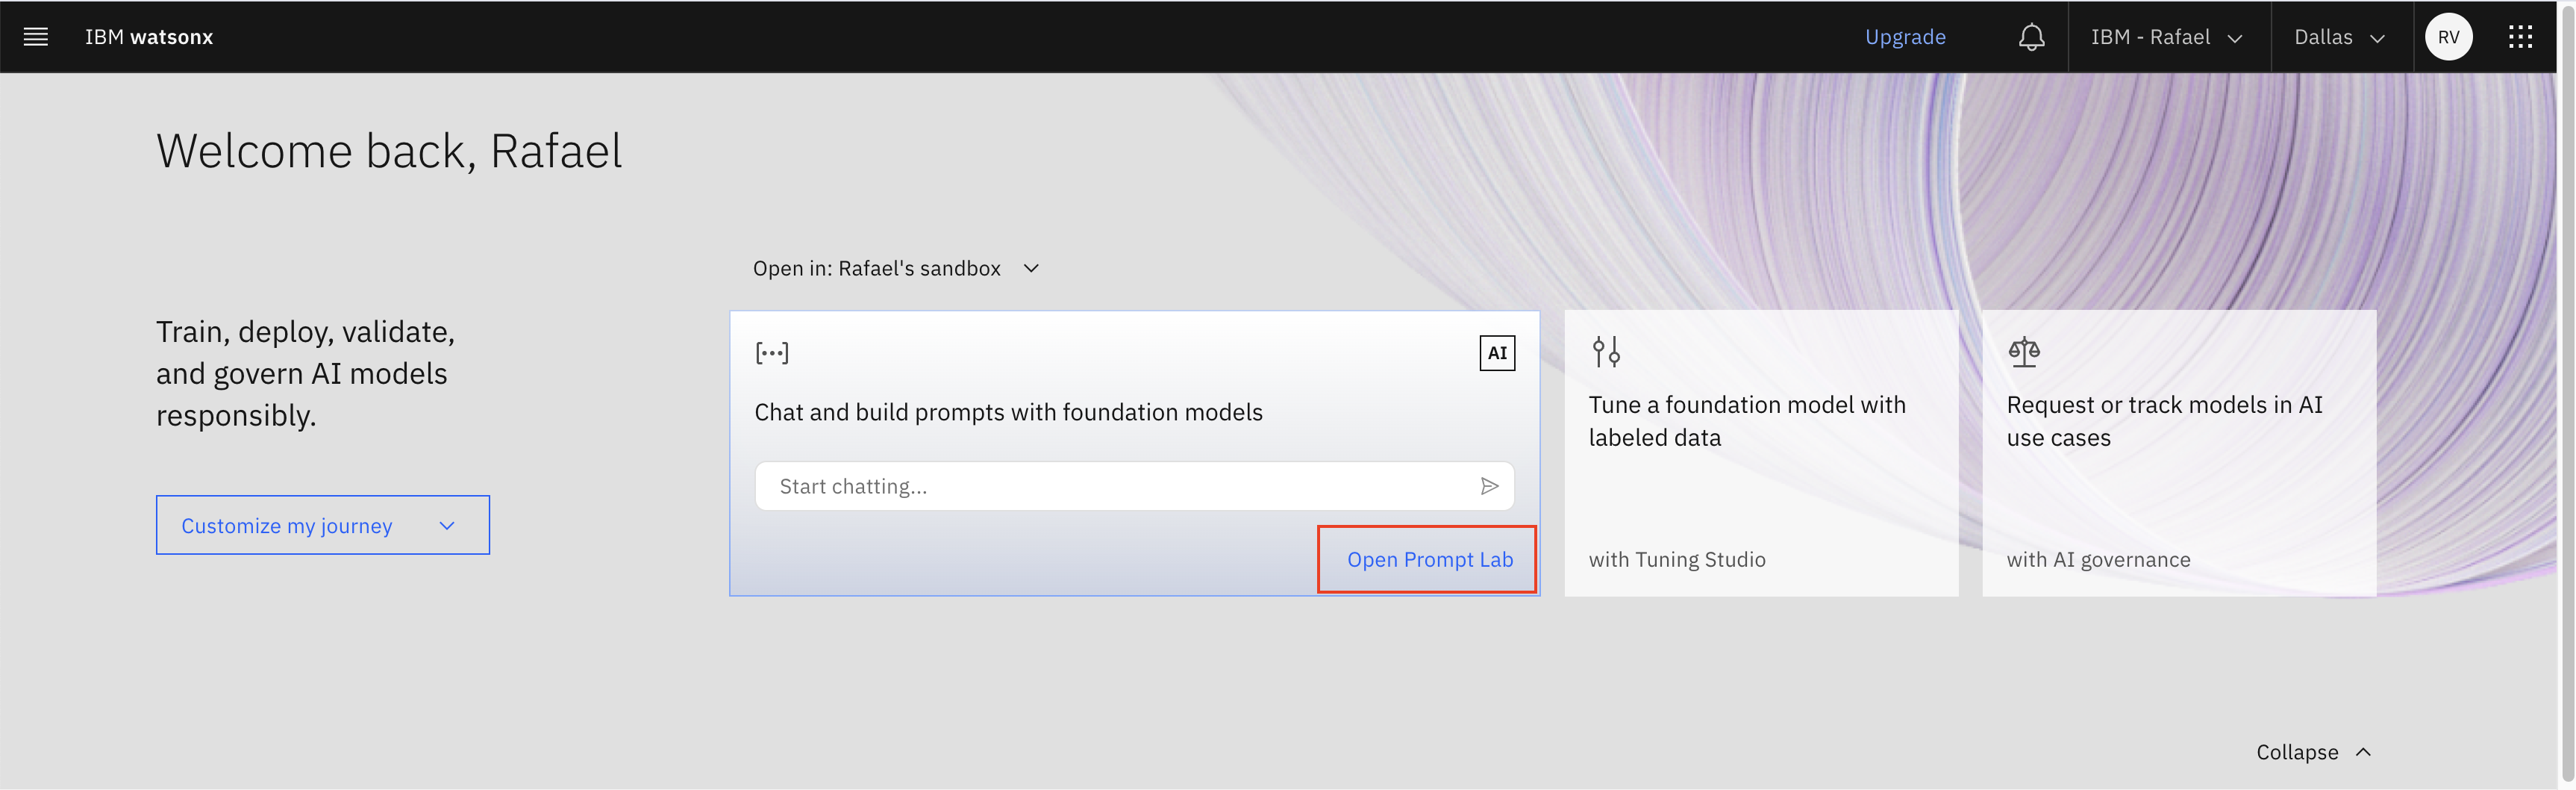 IBM watsonx
Upgrade
IBM - Rafael
Dallas
RV
Welcome back, Rafael
Open in: Rafael's sandbox
Train, deploy, validate,
and govern AI models
responsibly.
Customize my journey
AI
Chat and build prompts with foundation models
Start chatting...
Open Prompt Lab
Tune a foundation model with
labeled data
with Tuning Studio
Request or track models in AI
use cases
with AI governance
Collapse